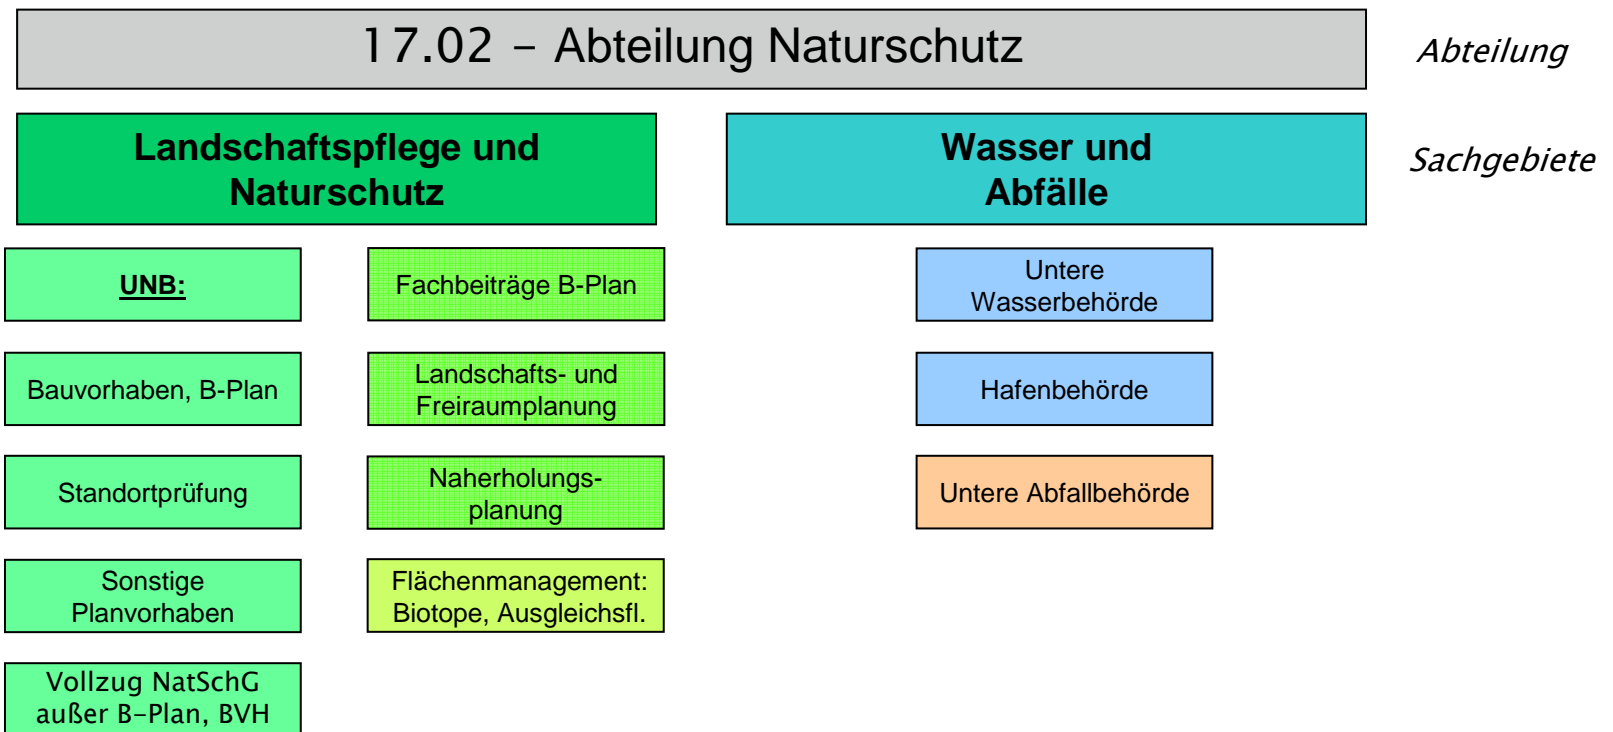 17.02 – Abteilung Naturschutz
Abteilung
Landschaftspflege und
Naturschutz
Wasser und
Abfälle
Sachgebiete
UNB:
Bauvorhaben, B-Plan
Standortprüfung
Sonstige
Planvorhaben
Vollzug NatSchG
außer B-Plan, BVH
Fachbeiträge B-Plan
Landschafts- und
Freiraumplanung
Naherholungs-
planung
Flächenmanagement:
Biotope, Ausgleichsfl.
Untere
Wasserbehörde
Hafenbehörde
Untere Abfallbehörde